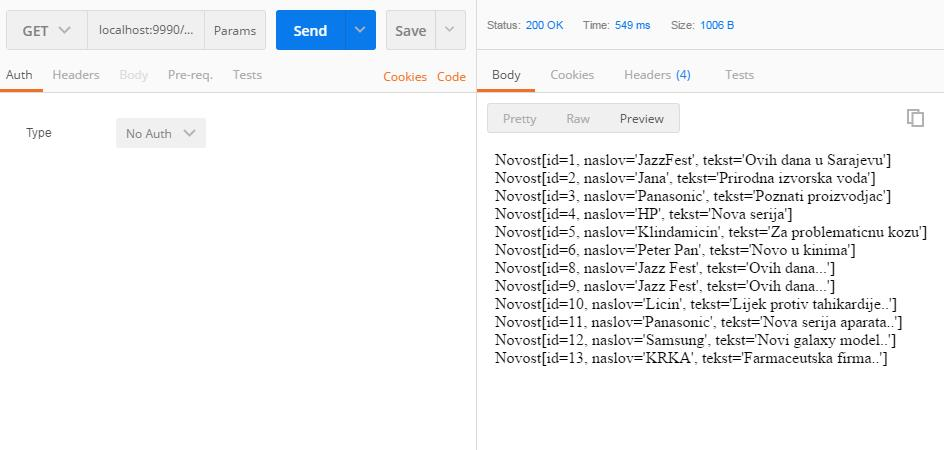 GET localhost:9990/... Params Send Save
Status: 200 OK Time: 549 ms Size: 1006 B
Auth Headers Body Pre-req. Tests Cookies Code
Body Cookies Headers (4) Tests
Type No Auth
Pretty Raw Preview
Novost[id=1, naslov='JazzFest', tekst='Ovih dana u Sarajevu']
Novost[id=2, naslov='Jana', tekst='Prirodna izvorska voda']
Novost[id=3, naslov='Panasonic', tekst='Poznati proizvodjac']
Novost[id=4, naslov='HP', tekst='Nova serija']
Novost[id=5, naslov='Klindamicin', tekst='Za problematicnu kozu']
Novost[id=6, naslov='Peter Pan', tekst='Novo u kinima']
Novost[id=8, naslov='Jazz Fest', tekst='Ovih dana...']
Novost[id=9, naslov='Jazz Fest', tekst='Ovih dana...']
Novost[id=10, naslov='Licin', tekst='Lijek protiv tahikardije..']
Novost[id=11, naslov='Panasonic', tekst='Nova serija aparata..']
Novost[id=12, naslov='Samsung', tekst='Novi galaxy model..']
Novost[id=13, naslov='KRKA', tekst='Farmaceutska firma..']